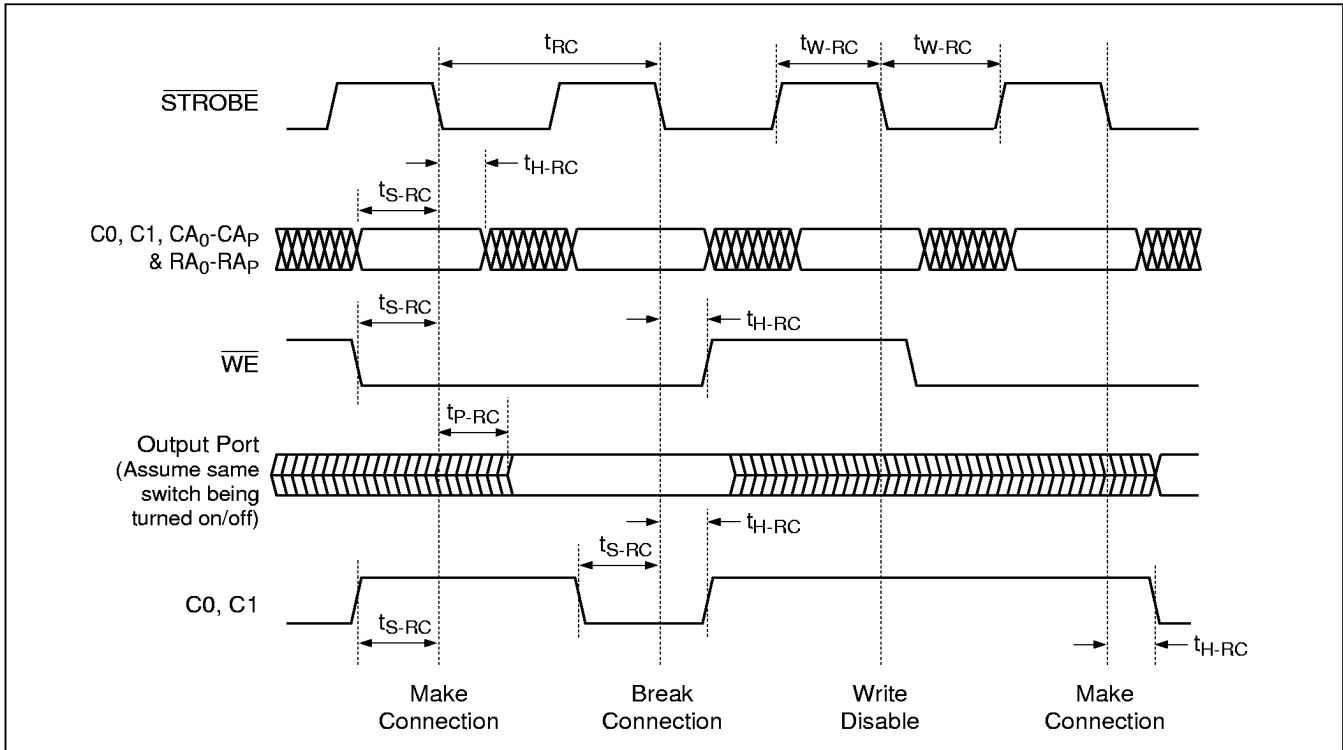 tRC
tW-RC
tW-RC
STROBE
tH-RC
tS-RC
C0, C1, CA0-CAP
& RA0-RAP
tS-RC
tH-RC
WE
tP-RC
Output Port
(Assume same
switch being
turned on/off)
tH-RC
tS-RC
C0, C1
tS-RC
tH-RC
Make
Connection
Break
Connection
Write
Disable
Make
Connection